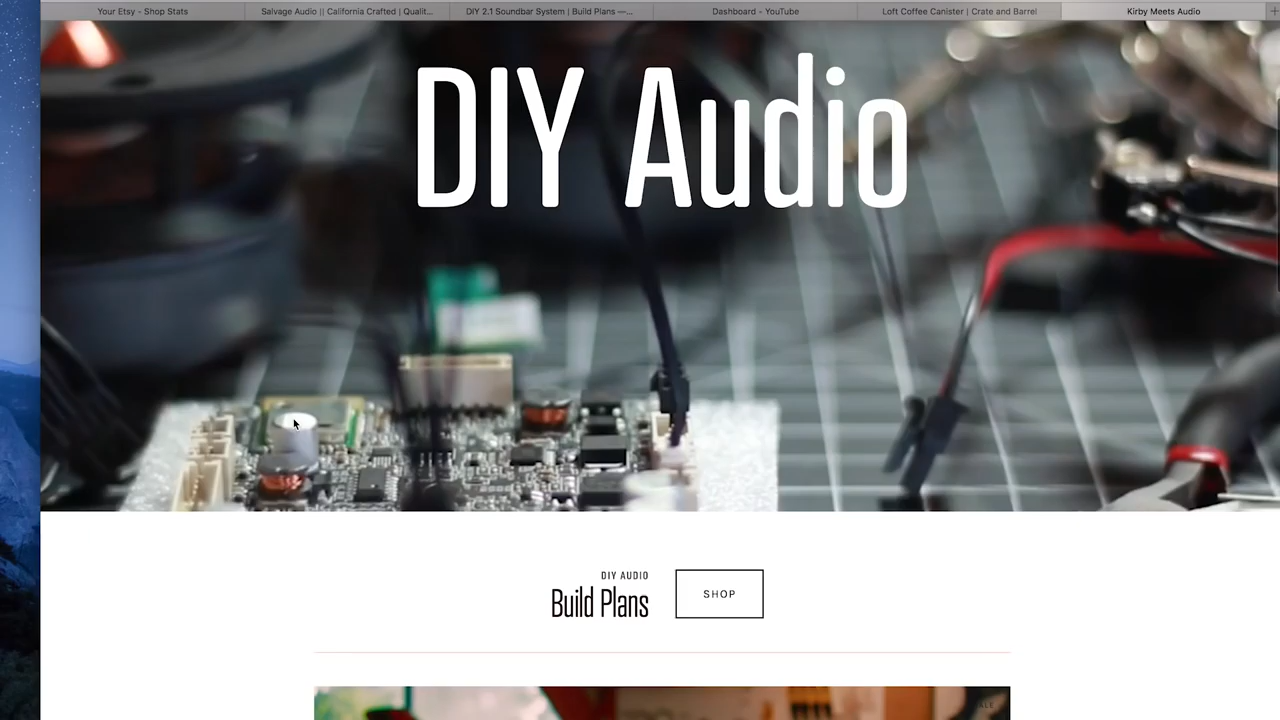 Your Etsy - Shop Stats
Salvage Audio || California Crafted | Qualit...
DIY 2.1 Soundbar System | Build Plans —...
Dashboard - YouTube
Loft Coffee Canister | Crate and Barrel
Kirby Meets Audio
DIY Audio
DIY AUDIO
Build Plans
SHOP